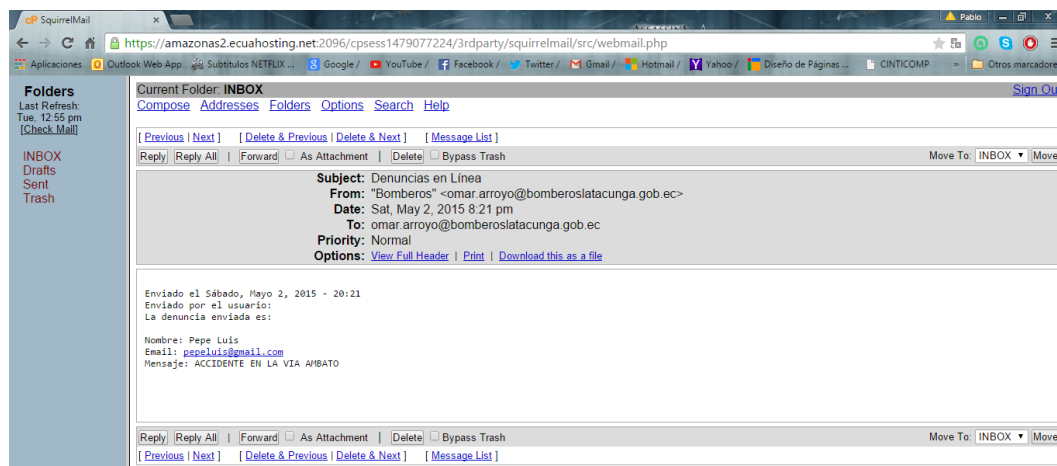 cP SquirrelMail ×
Pablo
https://amazonas2.ecuahosting.net:2096/cpsess1479077224/3rdparty/squirrelmail/src/webmail.php
Aplicaciones Outlook Web App Subtitulos NETFLIX ... Google / YouTube / Facebook / Twitter / Gmail / Hotmail / Yahoo / Diseño de Páginas ... CINTICOMP » Otros marcadore
Folders
Last Refresh:
Tue, 12:55 pm
[Check Mail]
INBOX
Drafts
Sent
Trash
Current Folder: INBOX Sign Ou
Compose Addresses Folders Options Search Help
[ Previous | Next ] [ Delete & Previous | Delete & Next ] [ Message List ]
Reply Reply All | Forward As Attachment | Delete Bypass Trash Move To: INBOX ▼ Move
Subject: Denuncias en Línea
From: "Bomberos" <omar.arroyo@bomberoslatacunga.gob.ec>
Date: Sat, May 2, 2015 8:21 pm
To: omar.arroyo@bomberoslatacunga.gob.ec
Priority: Normal
Options: View Full Header | Print | Download this as a file
Enviado el Sábado, Mayo 2, 2015 - 20:21
Enviado por el usuario:
La denuncia enviada es:
Nombre: Pepe Luis
Email: pepeluis@gmail.com
Mensaje: ACCIDENTE EN LA VIA AMBATO
Reply Reply All | Forward As Attachment | Delete Bypass Trash Move To: INBOX ▼ Move
[ Previous | Next ] [ Delete & Previous | Delete & Next ] [ Message List ]